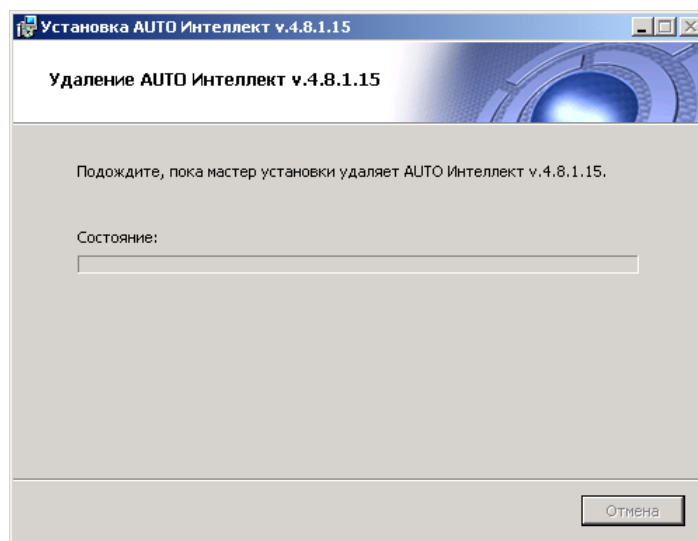 Установка AUTO Интеллект v.4.8.1.15
Удаление AUTO Интеллект v.4.8.1.15
Подождите, пока мастер установки удаляет AUTO Интеллект v.4.8.1.15.
Состояние:
Отмена